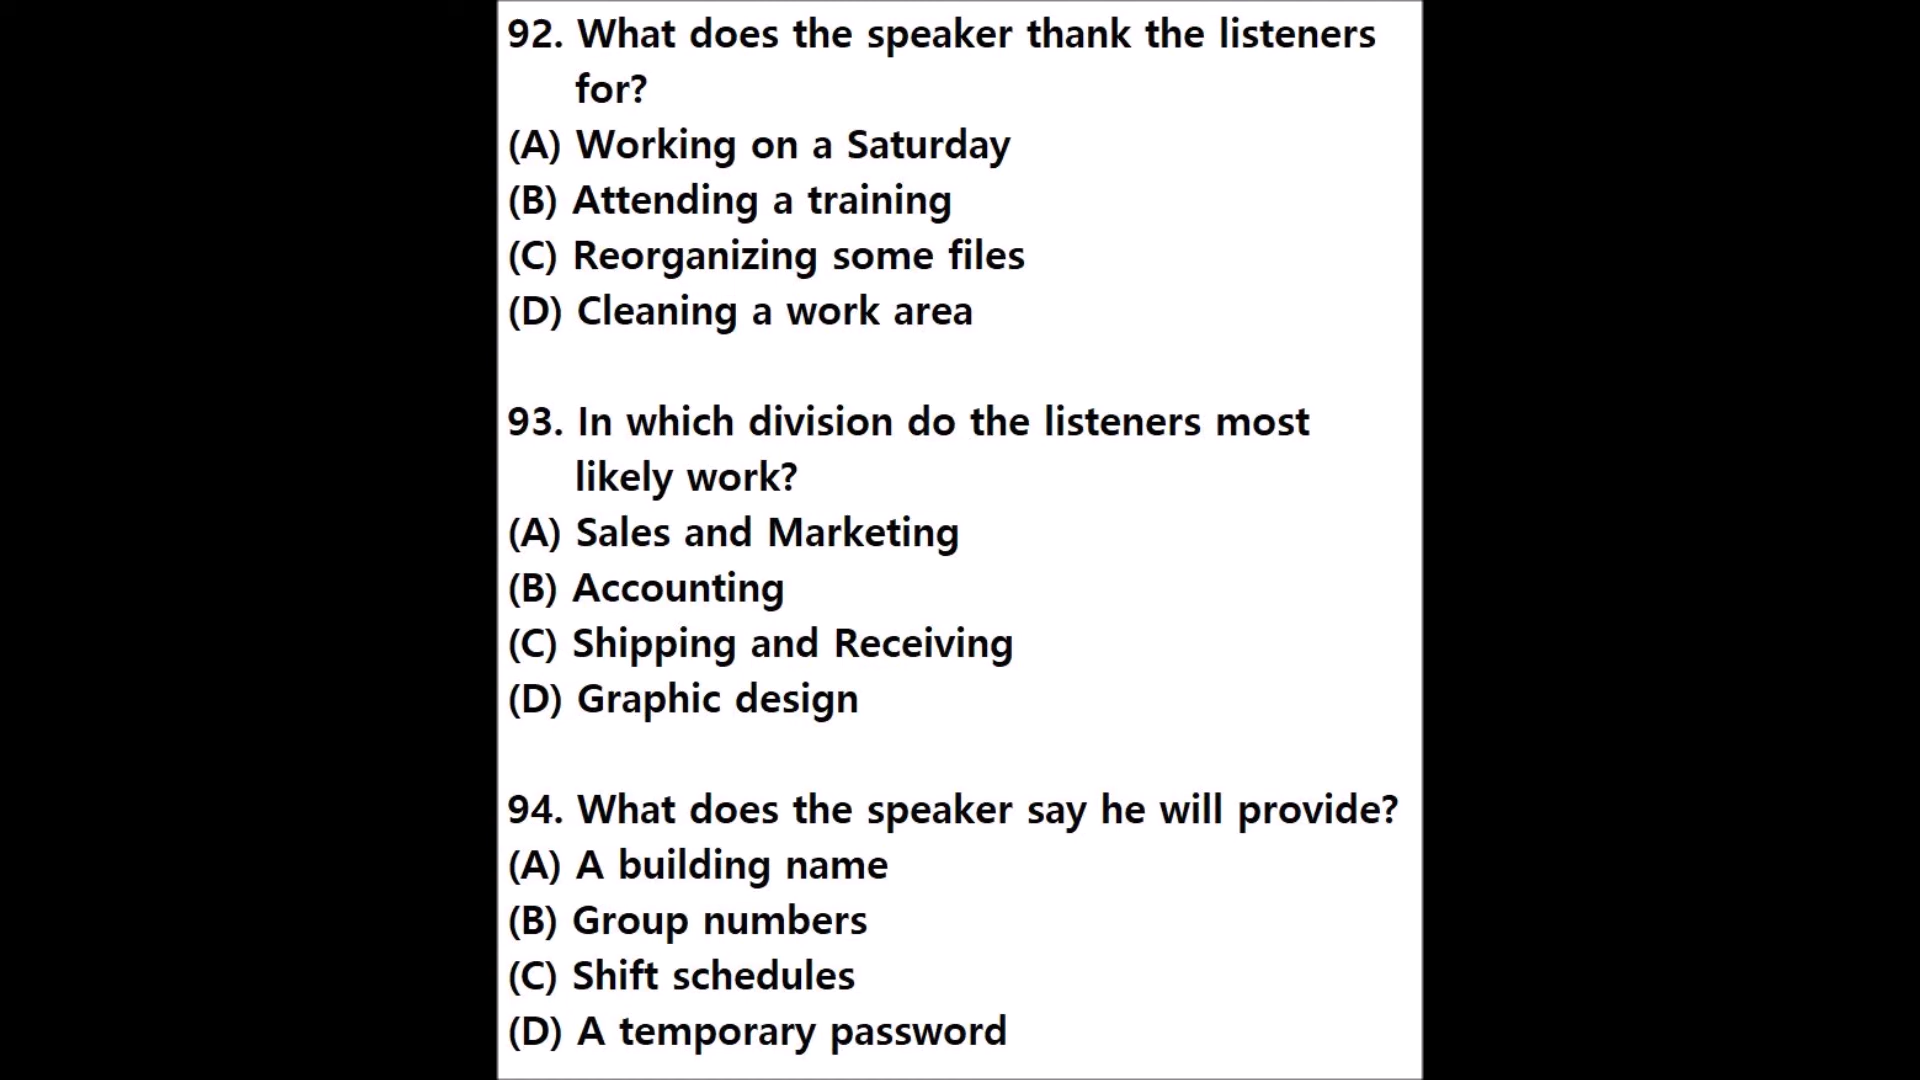 92. What does the speaker thank the listeners
for?
(A) Working on a Saturday
(B) Attending a training
(C) Reorganizing some files
(D) Cleaning a work area
93. In which division do the listeners most
likely work?
(A) Sales and Marketing
(B) Accounting
(C) Shipping and Receiving
(D) Graphic design
94. What does the speaker say he will provide?
(A) A building name
(B) Group numbers
(C) Shift schedules
(D) A temporary password